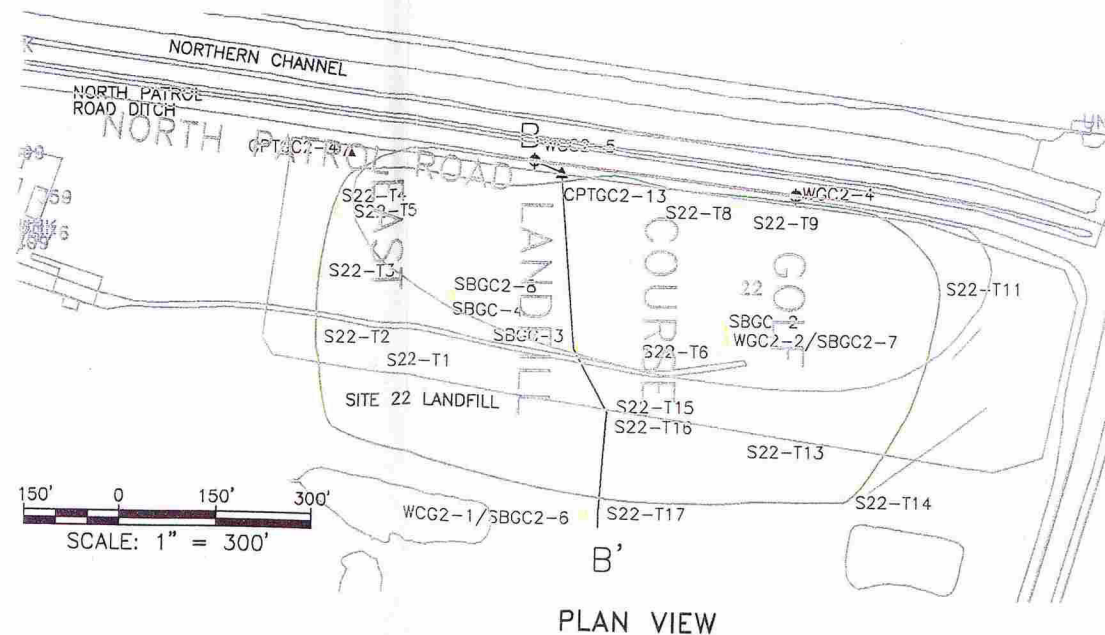 NORTHERN CHANNEL
NORTH PATROL
ROAD DITCH
NORTH PATROL ROAD
B
WGC2-5
CPTGC2-13
WGC2-4
S22-T4
S22-T5
S22-T8
S22-T9
EAST
LANDFILL
GOLF
COURSE
S22-T3
SBGC2-8
SBGC-4
SBGC-3
22
S22-T11
SBGC-2
WGC2-2/SBGC2-7
S22-T2
S22-T1
S22-T6
SITE 22 LANDFILL
S22-T15
S22-T16
S22-T13
S22-T14
150' 0 150' 300'
SCALE: 1" = 300'
WCG2-1/SBGC2-6
S22-T17
B'
PLAN VIEW